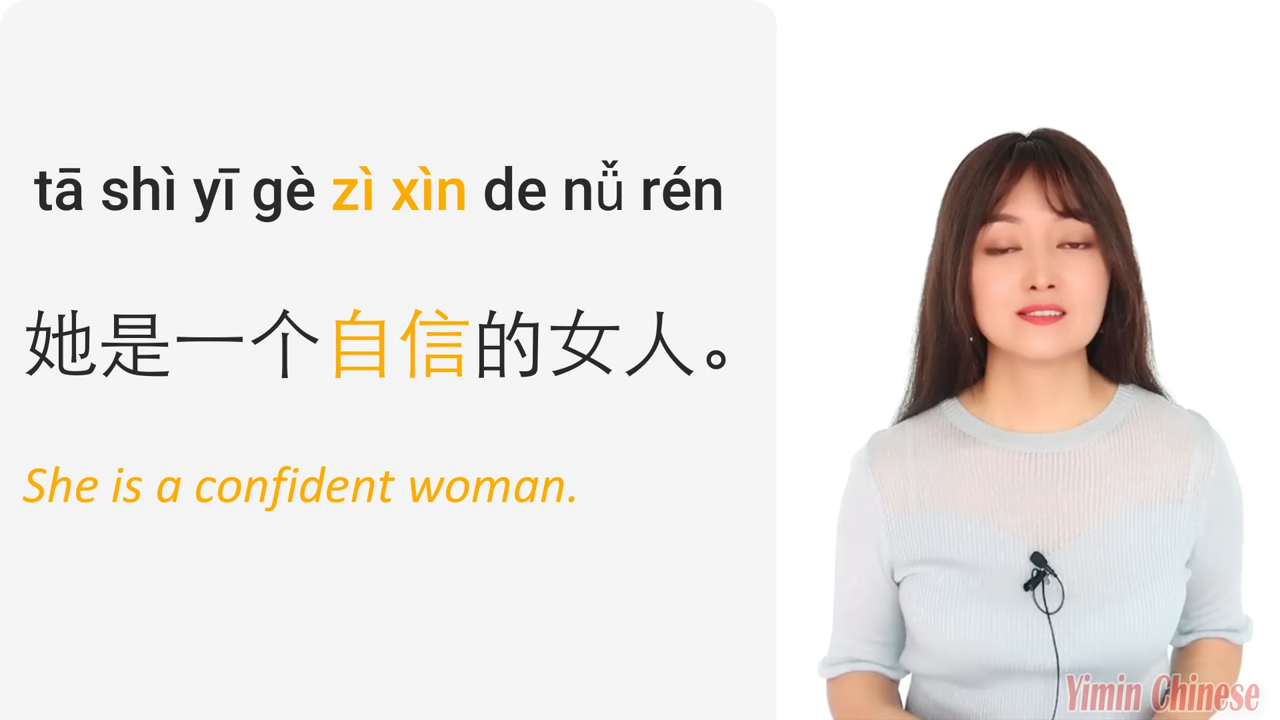 tā shì yī gè zì xìn de nǚ rén
她是一个自信的女人。
She is a confident woman.
Yimin Chinese